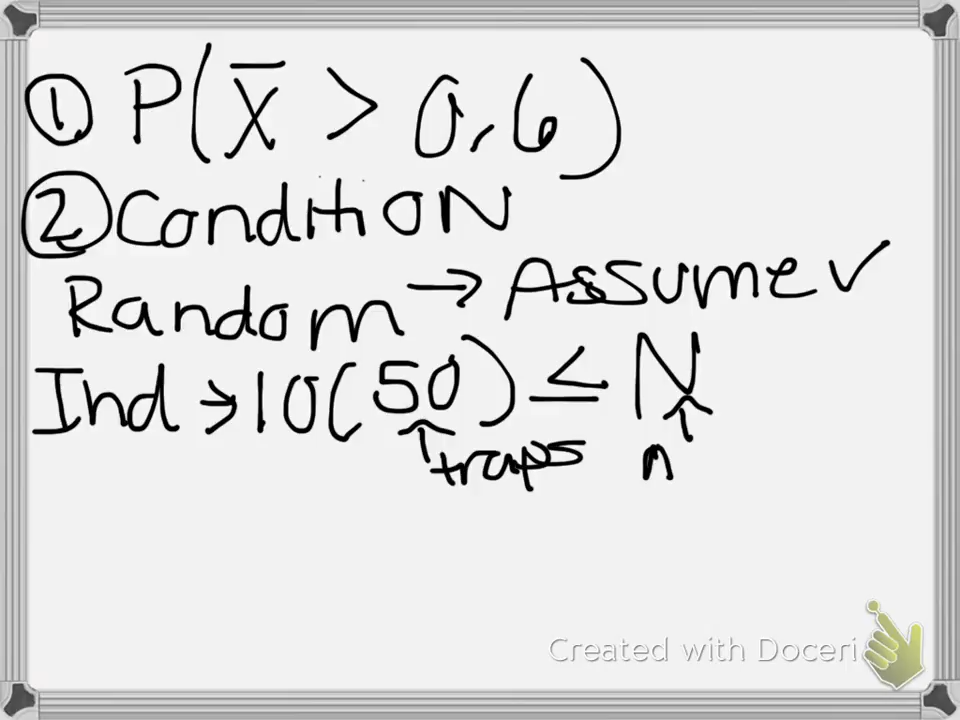 ① P(x̄ > 0.6)
② Condition
Random → Assume ✓
Ind → 10(50) ≤ N
↑ traps ↑ n
Created with Doceri